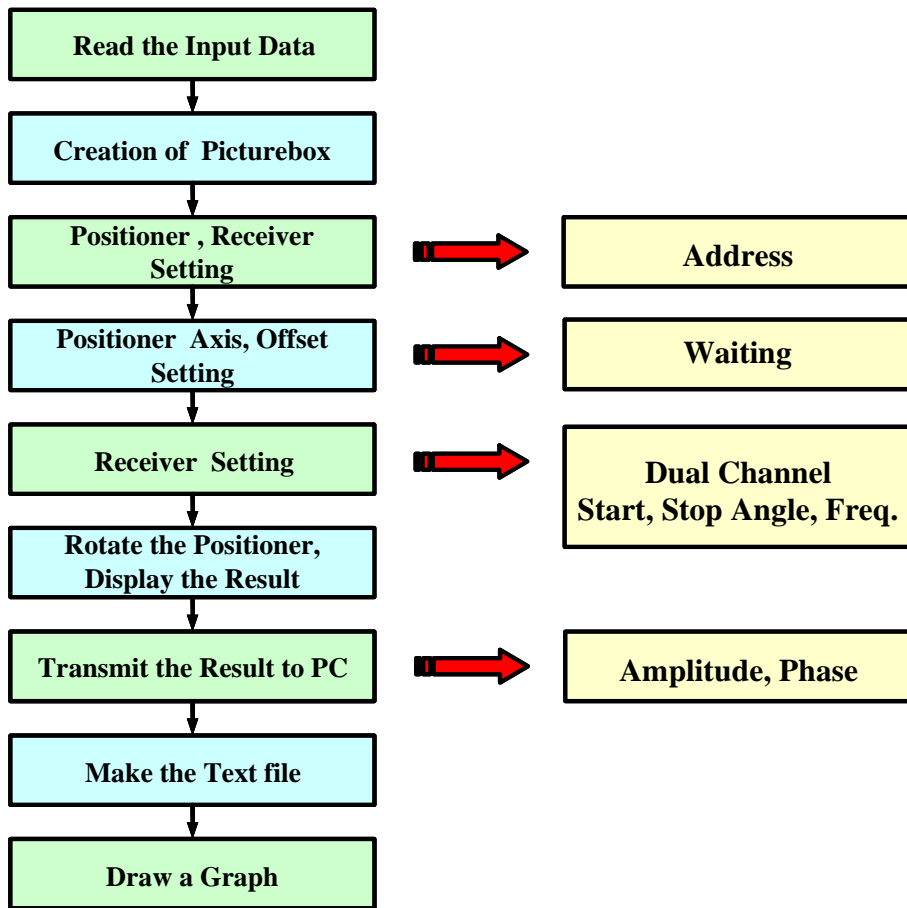 Read the Input Data
Creation of Picturebox
Positioner , Receiver
Setting
Address
Positioner Axis, Offset
Setting
Waiting
Receiver Setting
Dual Channel
Start, Stop Angle, Freq.
Rotate the Positioner,
Display the Result
Transmit the Result to PC
Amplitude, Phase
Make the Text file
Draw a Graph